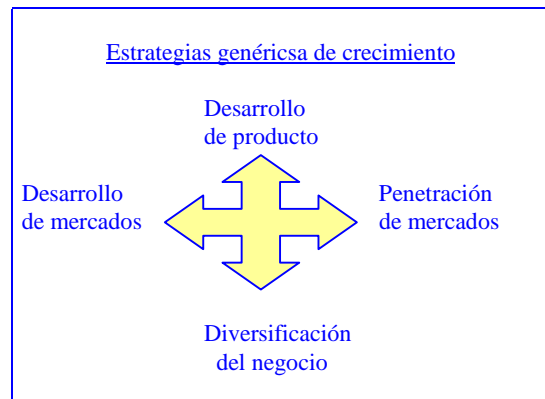 Estrategias genéricsa de crecimiento
Desarrollo
de producto
Desarrollo
de mercados
Penetración
de mercados
Diversificación
del negocio